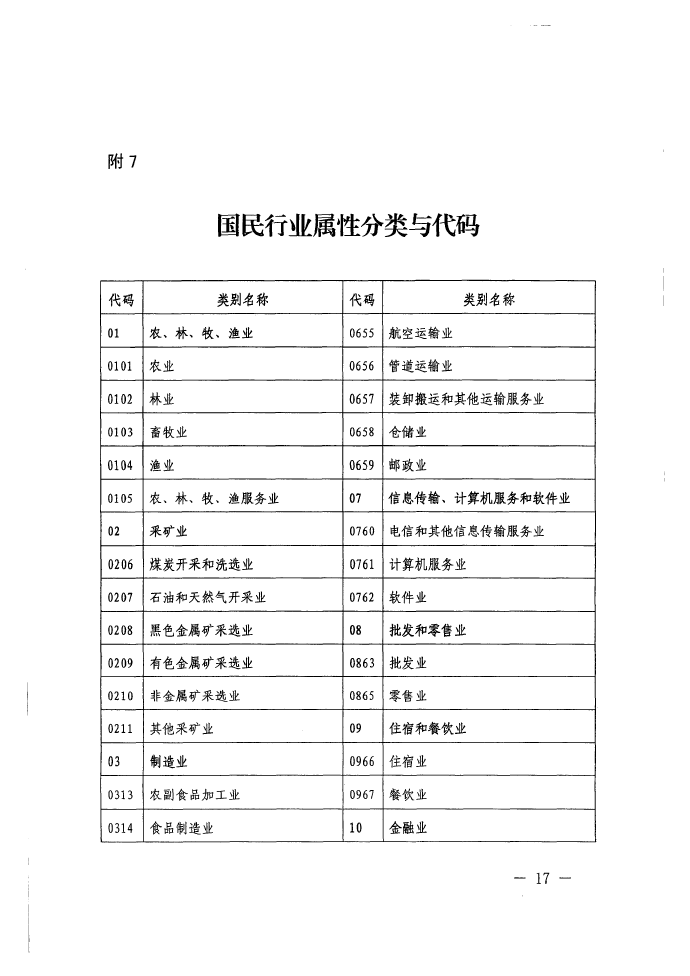 附 7
国民行业属性分类与代码
代码 类别名称 代码 类别名称
01 农、林、牧、渔业 0655 航空运输业
0101 农业 0656 管道运输业
0102 林业 0657 装卸搬运和其他运输服务业
0103 畜牧业 0658 仓储业
0104 渔业 0659 邮政业
0105 农、林、牧、渔服务业 07 信息传输、计算机服务和软件业
02 采矿业 0760 电信和其他信息传输服务业
0206 煤炭开采和洗选业 0761 计算机服务业
0207 石油和天然气开采业 0762 软件业
0208 黑色金属矿采选业 08 批发和零售业
0209 有色金属矿采选业 0863 批发业
0210 非金属矿采选业 0865 零售业
0211 其他采矿业 09 住宿和餐饮业
03 制造业 0966 住宿业
0313 农副食品加工业 0967 餐饮业
0314 食品制造业 10 金融业
— 17 —